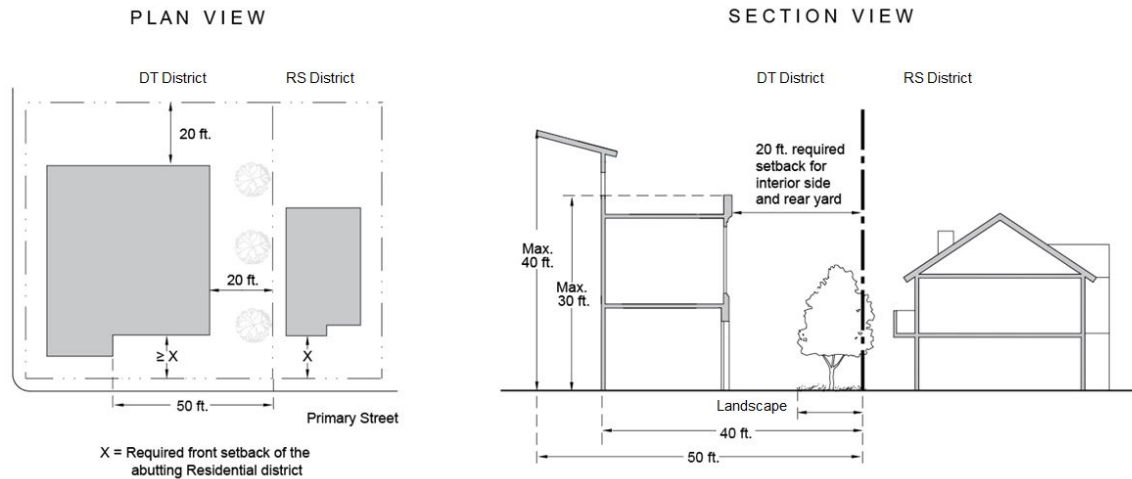 PLAN VIEW
DT District
RS District
20 ft.
20 ft.
≥ X
X
50 ft.
Primary Street
X = Required front setback of the
abutting Residential district
SECTION VIEW
DT District
RS District
20 ft. required
setback for
interior side
and rear yard
Max.
40 ft.
Max.
30 ft.
Landscape
40 ft.
50 ft.